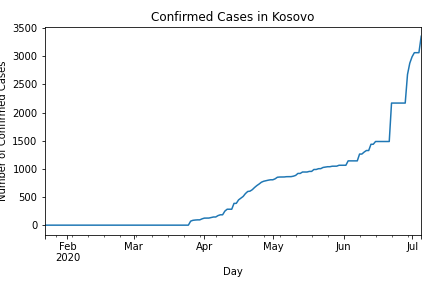 Confirmed Cases in Kosovo
3500
3000
2500
2000
1500
1000
500
0
Number of Confirmed Cases
Feb
2020
Mar
Apr
May
Jun
Jul
Day